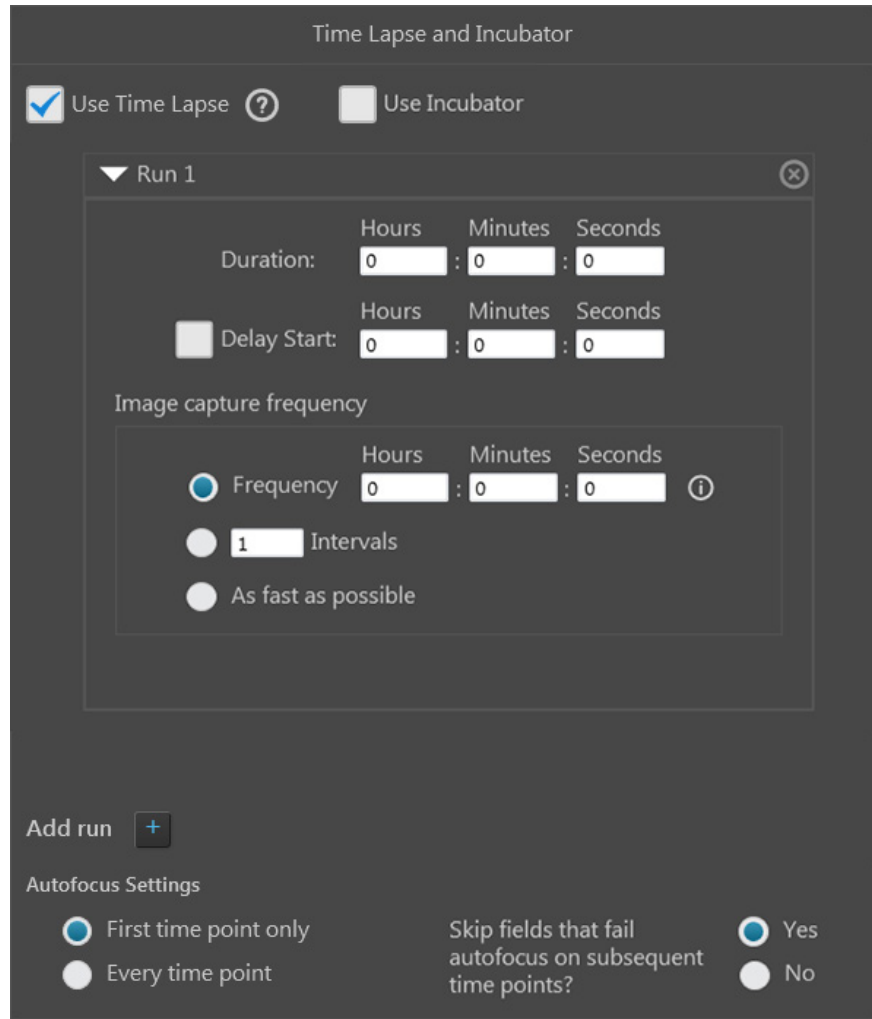 Time Lapse and Incubator
Use Time Lapse ? Use Incubator
Run 1
Hours Minutes Seconds
Duration: 0 : 0 : 0
Hours Minutes Seconds
Delay Start: 0 : 0 : 0
Image capture frequency
Hours Minutes Seconds
Frequency 0 : 0 : 0 i
1 Intervals
As fast as possible
Add run +
Autofocus Settings
First time point only
Every time point
Skip fields that fail
autofocus on subsequent
time points?
Yes
No